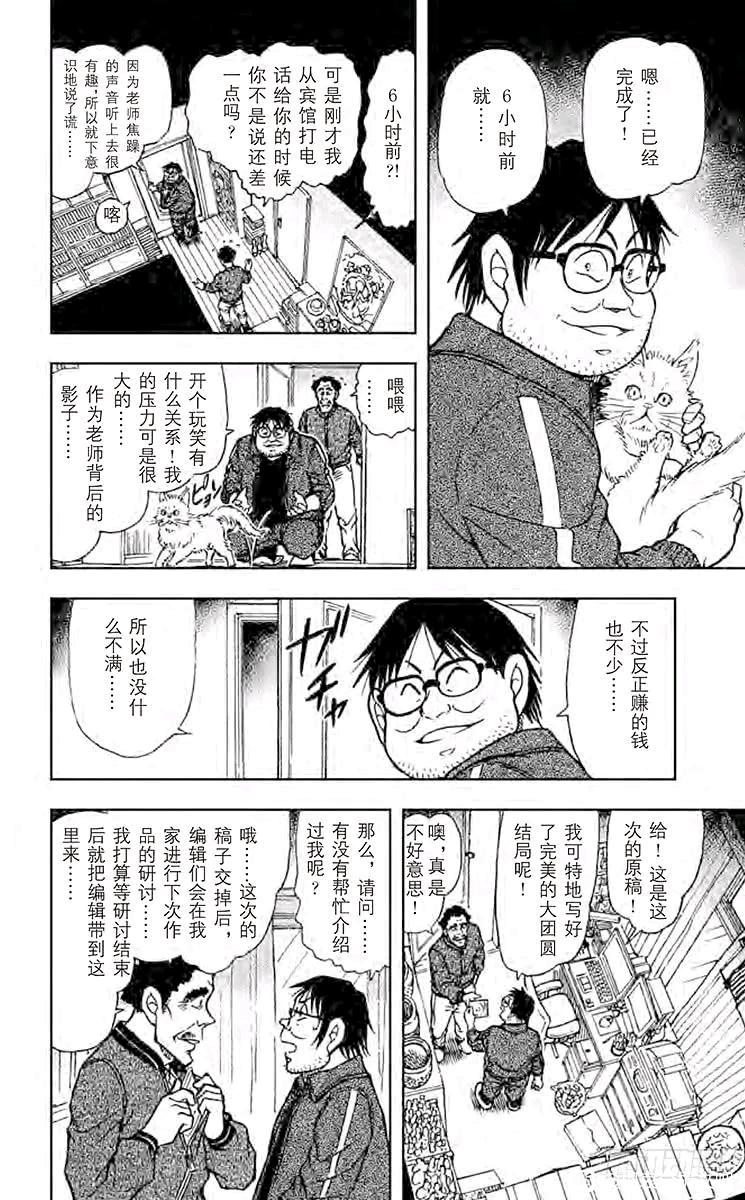 嗯……已经
完成了！
6小时前
就……
6小时前？！
可是刚才我
从宾馆打电
话给你的时候
你不是说还差
一点吗？
因为老师焦躁
的声音听上去很
有趣，所以就下意
识地说了谎……
喀
喂喂
……
开个玩笑有
什么关系！我
的压力可是很
大的……
作为老师背后的
影子……
不过反正赚的钱
也不少……
所以也没什
么不满……
给！这是这
次的原稿！
我可特地写好
了完美的大团圆
结局呢！
噢，真是
不好意思！
那么，请问……
有没有帮忙介绍
过我呢？
哦……这次的
稿子交掉后，
编辑们会在我
家进行下次作
品的研讨……
我打算等研讨结束
后就把编辑带到这
里来……